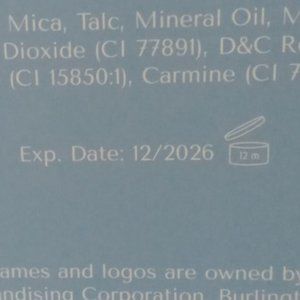 Mica, Talc, Mineral Oil,
Dioxide (CI 77891), D&C
(CI 15850:1), Carmine (CI
Exp. Date: 12/2026
12 m
ames and logos are owned by
ndising Corporation, Burlin